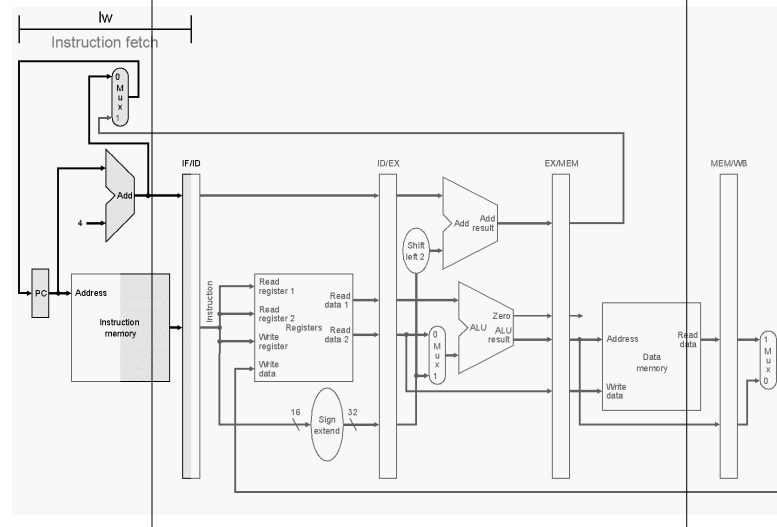 lw
Instruction fetch
0
M
u
x
1
Add
4
PC
Address
Instruction
memory
IF/ID
Instruction
Read
register 1
Read
register 2
Registers
Write
register
Write
data
Read
data 1
Read
data 2
16
Sign
extend
32
ID/EX
Shift
left 2
Add
Add
result
0
M
u
x
1
ALU
Zero
ALU
result
EX/MEM
Address
Read
data
Data
memory
Write
data
MEM/WB
1
M
u
x
0